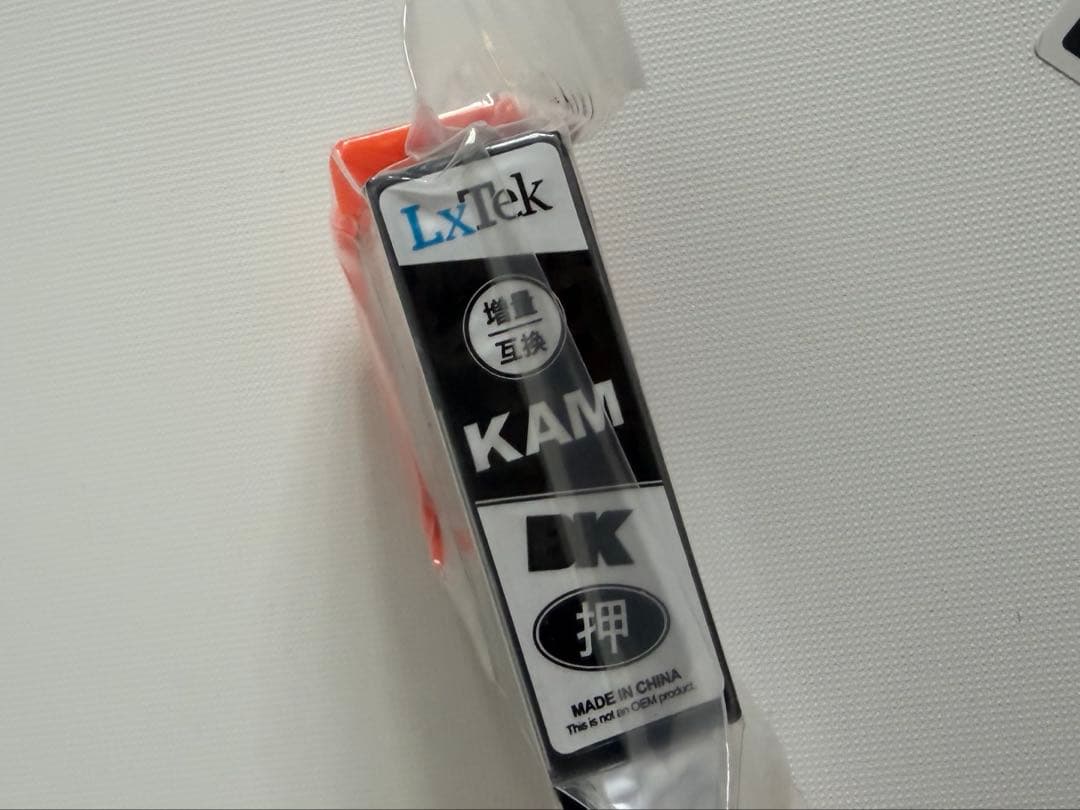 LxTek
増量
互換
KAM
BK
押
MADE IN CHINA
This is not an OEM product.